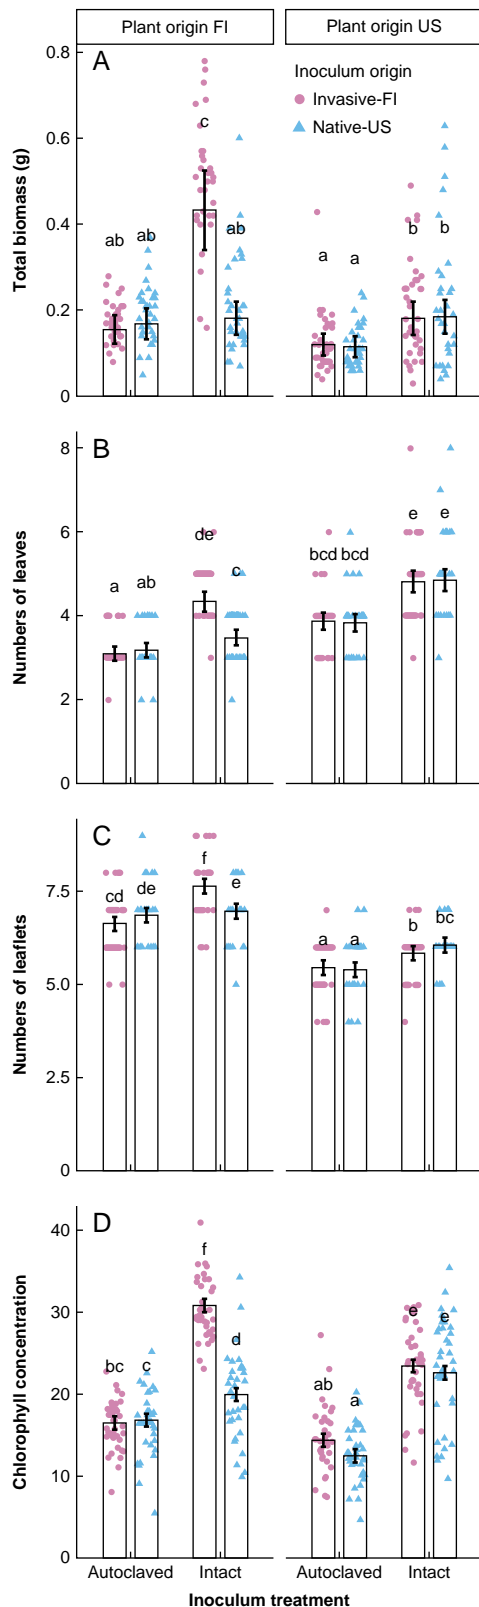 Plant origin FI
Plant origin US
A
Total biomass (g)
0.8
0.6
0.4
0.2
0
Inoculum origin
Invasive-FI
Native-US
ab
ab
c
ab
a
a
b
b
B
Numbers of leaves
8
6
4
2
0
a
ab
de
c
bcd
bcd
e
e
C
Numbers of leaflets
7.5
5.0
2.5
0
cd
de
f
e
a
a
b
bc
D
Chlorophyll concentration
40
30
20
10
0
bc
c
f
d
ab
a
e
e
Autoclaved
Intact
Autoclaved
Intact
Inoculum treatment